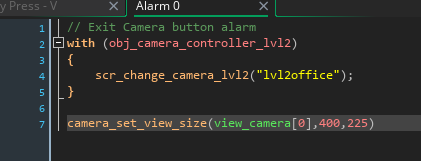 y Press - V
Alarm 0
1 // Exit Camera button alarm
2 with (obj_camera_controller_lvl2)
3 {
4 scr_change_camera_lvl2("lvl2office");
5 }
6
7 camera_set_view_size(view_camera[0],400,225)